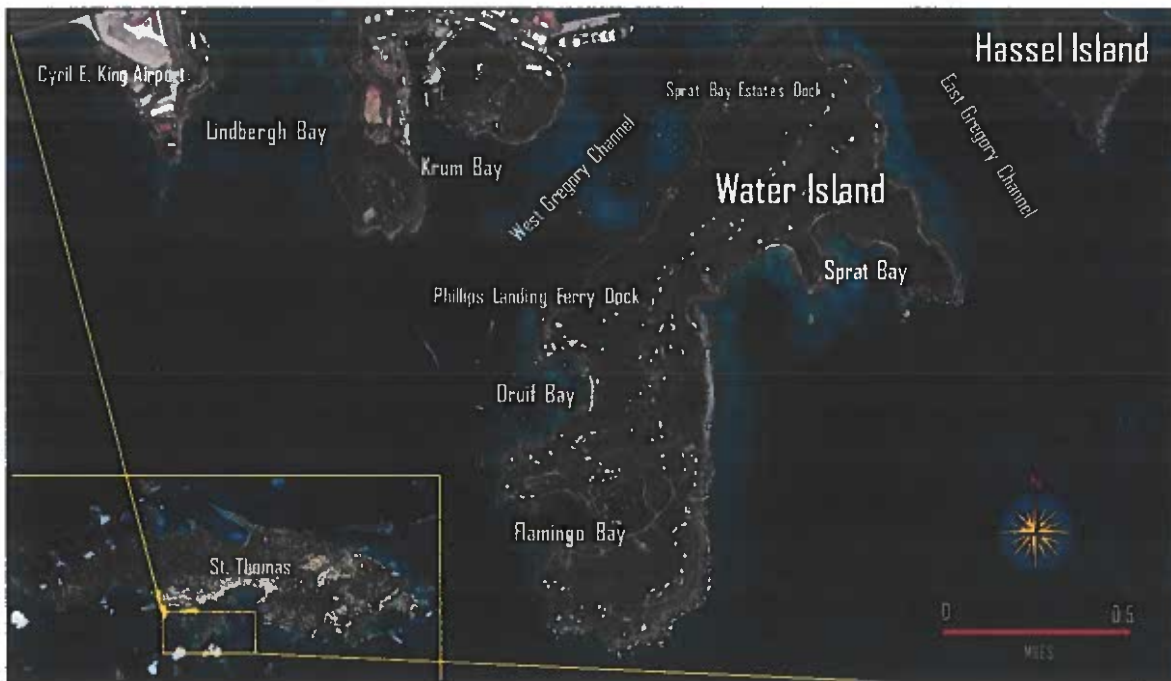 Hassel Island
Cyril E. King Airport
Sprat Bay Estates Dock
East Gregory Channel
Lindbergh Bay
Krum Bay
West Gregory Channel
Water Island
Sprat Bay
Phillips Landing Ferry Dock
Druif Bay
Flamingo Bay
St. Thomas
N
0 0.5
MILES